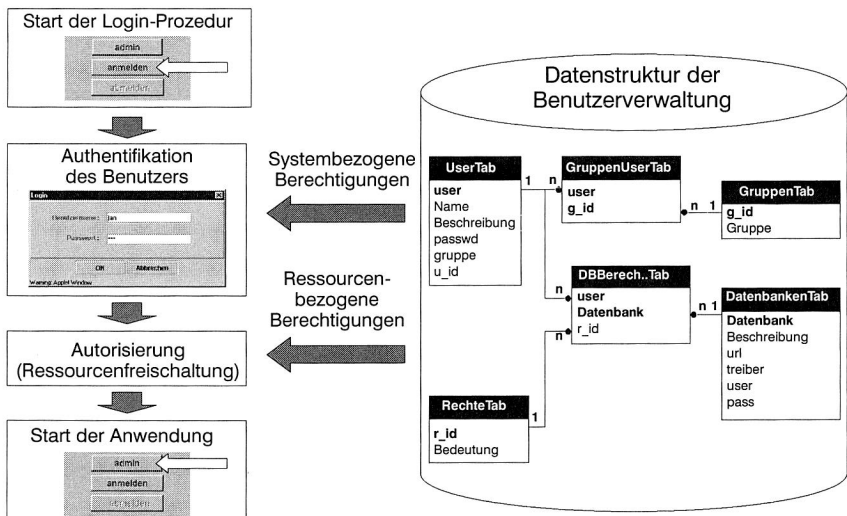 Start der Login-Prozedur
admin
anmelden
abmelden
Authentifikation
des Benutzers
Login
Benutzername:
jan
Passwort:
---
OK
Abbrechen
Warning: Applet Window
Autorisierung
(Ressourcenfreischaltung)
Start der Anwendung
admin
anmelden
abmelden
Systembezogene
Berechtigungen
Ressourcen-
bezogene
Berechtigungen
Datenstruktur der
Benutzerverwaltung
UserTab
user
Name
Beschreibung
passwd
gruppe
u_id
1
n
GruppenUserTab
user
g_id
n 1
GruppenTab
g_id
Gruppe
n
DBBerech..Tab
user
Datenbank
r_id
n
n 1
DatenbankenTab
Datenbank
Beschreibung
url
treiber
user
pass
RechteTab
r_id
Bedeutung
1